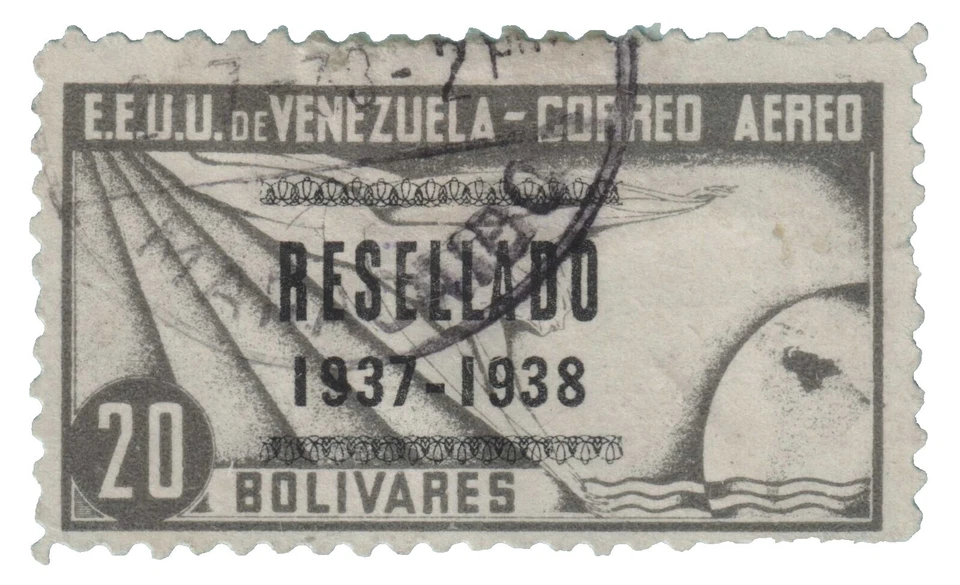 E.E.U.U. DE VENEZUELA - CORREO AEREO
RESELLADO
1937-1938
20
BOLIVARES